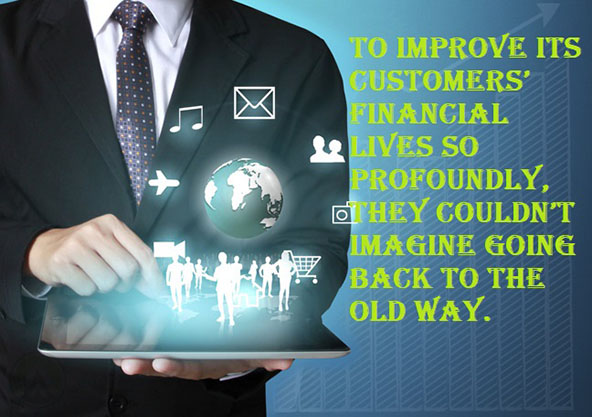 TO IMPROVE ITS
CUSTOMERS’
FINANCIAL
LIVES SO
PROFOUNDLY,
THEY COULDN’T
IMAGINE GOING
BACK TO THE
OLD WAY.